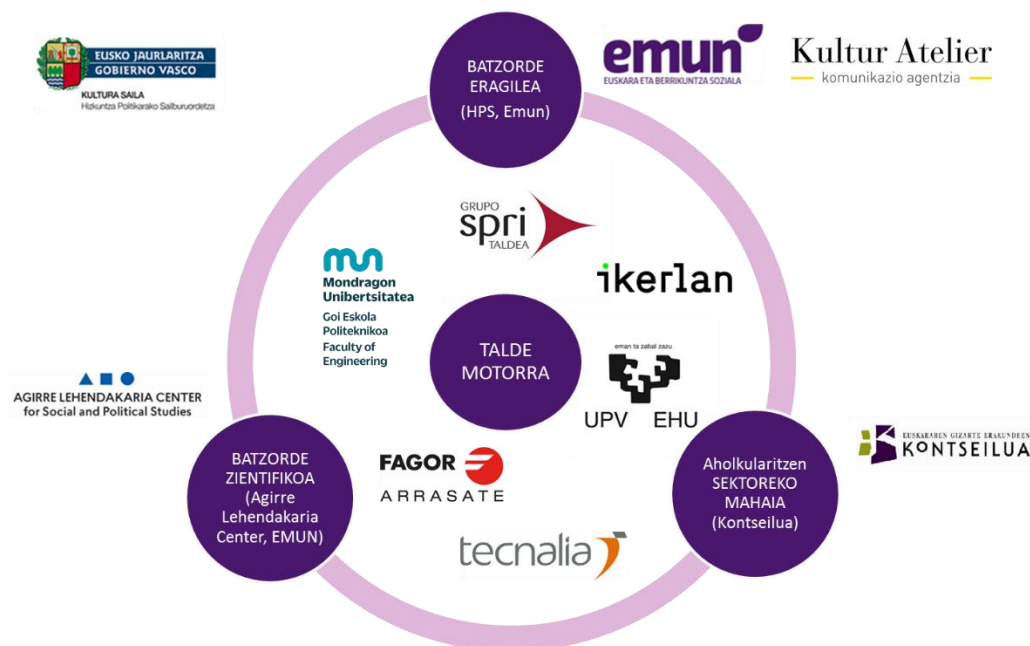 EUSKO JAURLARITZA
GOBIERNO VASCO
KULTURA SAILA
Hizkuntza Politikarako Sailburuordetza
BATZORDE
ERAGILEA
(HPS, Emun)
emun
EUSKARA ETA BERRIKUNTZA SOZIALA
Kultur Atelier
komunikazio agentzia
GRUPO
spri
TALDEA
Mondragon
Unibertsitatea
Goi Eskola
Politeknikoa
Faculty of
Engineering
ikerlan
TALDE
MOTORRA
eman ta zabal zazu
UPV EHU
AGIRRE LEHENDAKARIA CENTER
for Social and Political Studies
BATZORDE
ZIENTIFIKOA
(Agirre
Lehendakaria
Center, EMUN)
FAGOR
ARRASATE
Aholkularitzen
SEKTOREKO
MAHAIA
(Kontseilua)
EUSKARAREN GIZARTE ERAKUNDEEN
KONTSEILUA
tecnalia